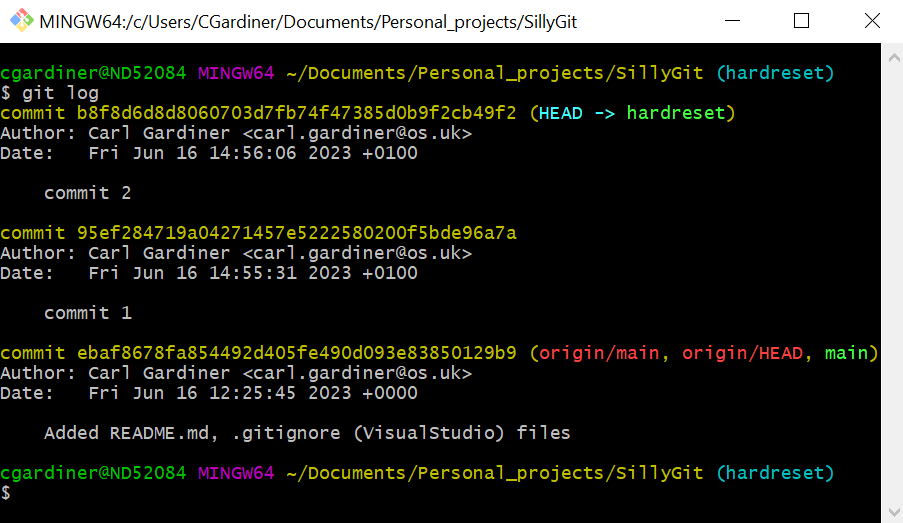 MINGW64:/c/Users/CGardiner/Documents/Personal_projects/SillyGit
cgardiner@ND52084 MINGW64 ~/Documents/Personal_projects/SillyGit (hardreset)
$ git log
commit b8f8d6d8d8060703d7fb74f47385d0b9f2cb49f2 (HEAD -> hardreset)
Author: Carl Gardiner <carl.gardiner@os.uk>
Date:   Fri Jun 16 14:56:06 2023 +0100
    commit 2
commit 95ef284719a04271457e5222580200f5bde96a7a
Author: Carl Gardiner <carl.gardiner@os.uk>
Date:   Fri Jun 16 14:55:31 2023 +0100
    commit 1
commit ebaf8678fa854492d405fe490d093e83850129b9 (origin/main, origin/HEAD, main)
Author: Carl Gardiner <carl.gardiner@os.uk>
Date:   Fri Jun 16 12:25:45 2023 +0000
    Added README.md, .gitignore (VisualStudio) files
cgardiner@ND52084 MINGW64 ~/Documents/Personal_projects/SillyGit (hardreset)
$